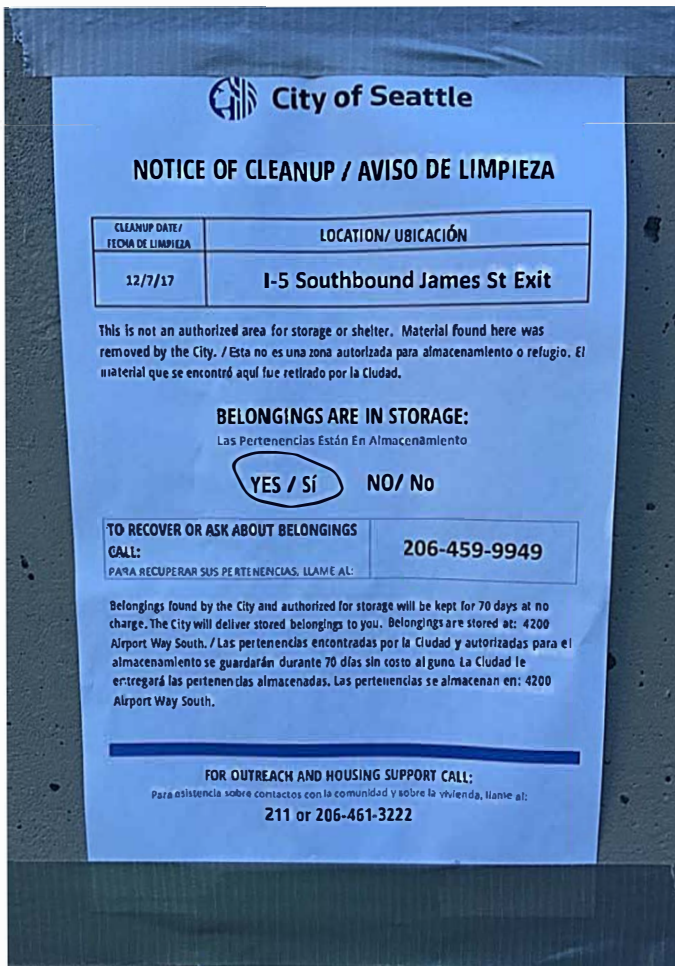 City of Seattle
NOTICE OF CLEANUP / AVISO DE LIMPIEZA
CLEANUP DATE/
FECHA DE LIMPIEZA
LOCATION/ UBICACIÓN
12/7/17
I-5 Southbound James St Exit
This is not an authorized area for storage or shelter. Material found here was
removed by the City. / Esta no es una zona autorizada para almacenamiento o refugio. El
material que se encontró aquí fue retirado por la Ciudad.
BELONGINGS ARE IN STORAGE:
Las Pertenencias Están En Almacenamiento
YES / Sí NO/ No
TO RECOVER OR ASK ABOUT BELONGINGS
CALL:
PARA RECUPERAR SUS PERTENENCIAS, LLAME AL:
206-459-9949
Belongings found by the City and authorized for storage will be kept for 70 days at no
charge. The City will deliver stored belongings to you. Belongings are stored at: 4200
Airport Way South. / Las pertenencias encontradas por la Ciudad y autorizadas para el
almacenamiento se guardarán durante 70 días sin costo alguno. La Ciudad le
entregará las pertenencias almacenadas. Las pertenencias se almacenan en: 4200
Airport Way South.
FOR OUTREACH AND HOUSING SUPPORT CALL:
Para asistencia sobre contactos con la comunidad y sobre la vivienda, llame al:
211 or 206-461-3222